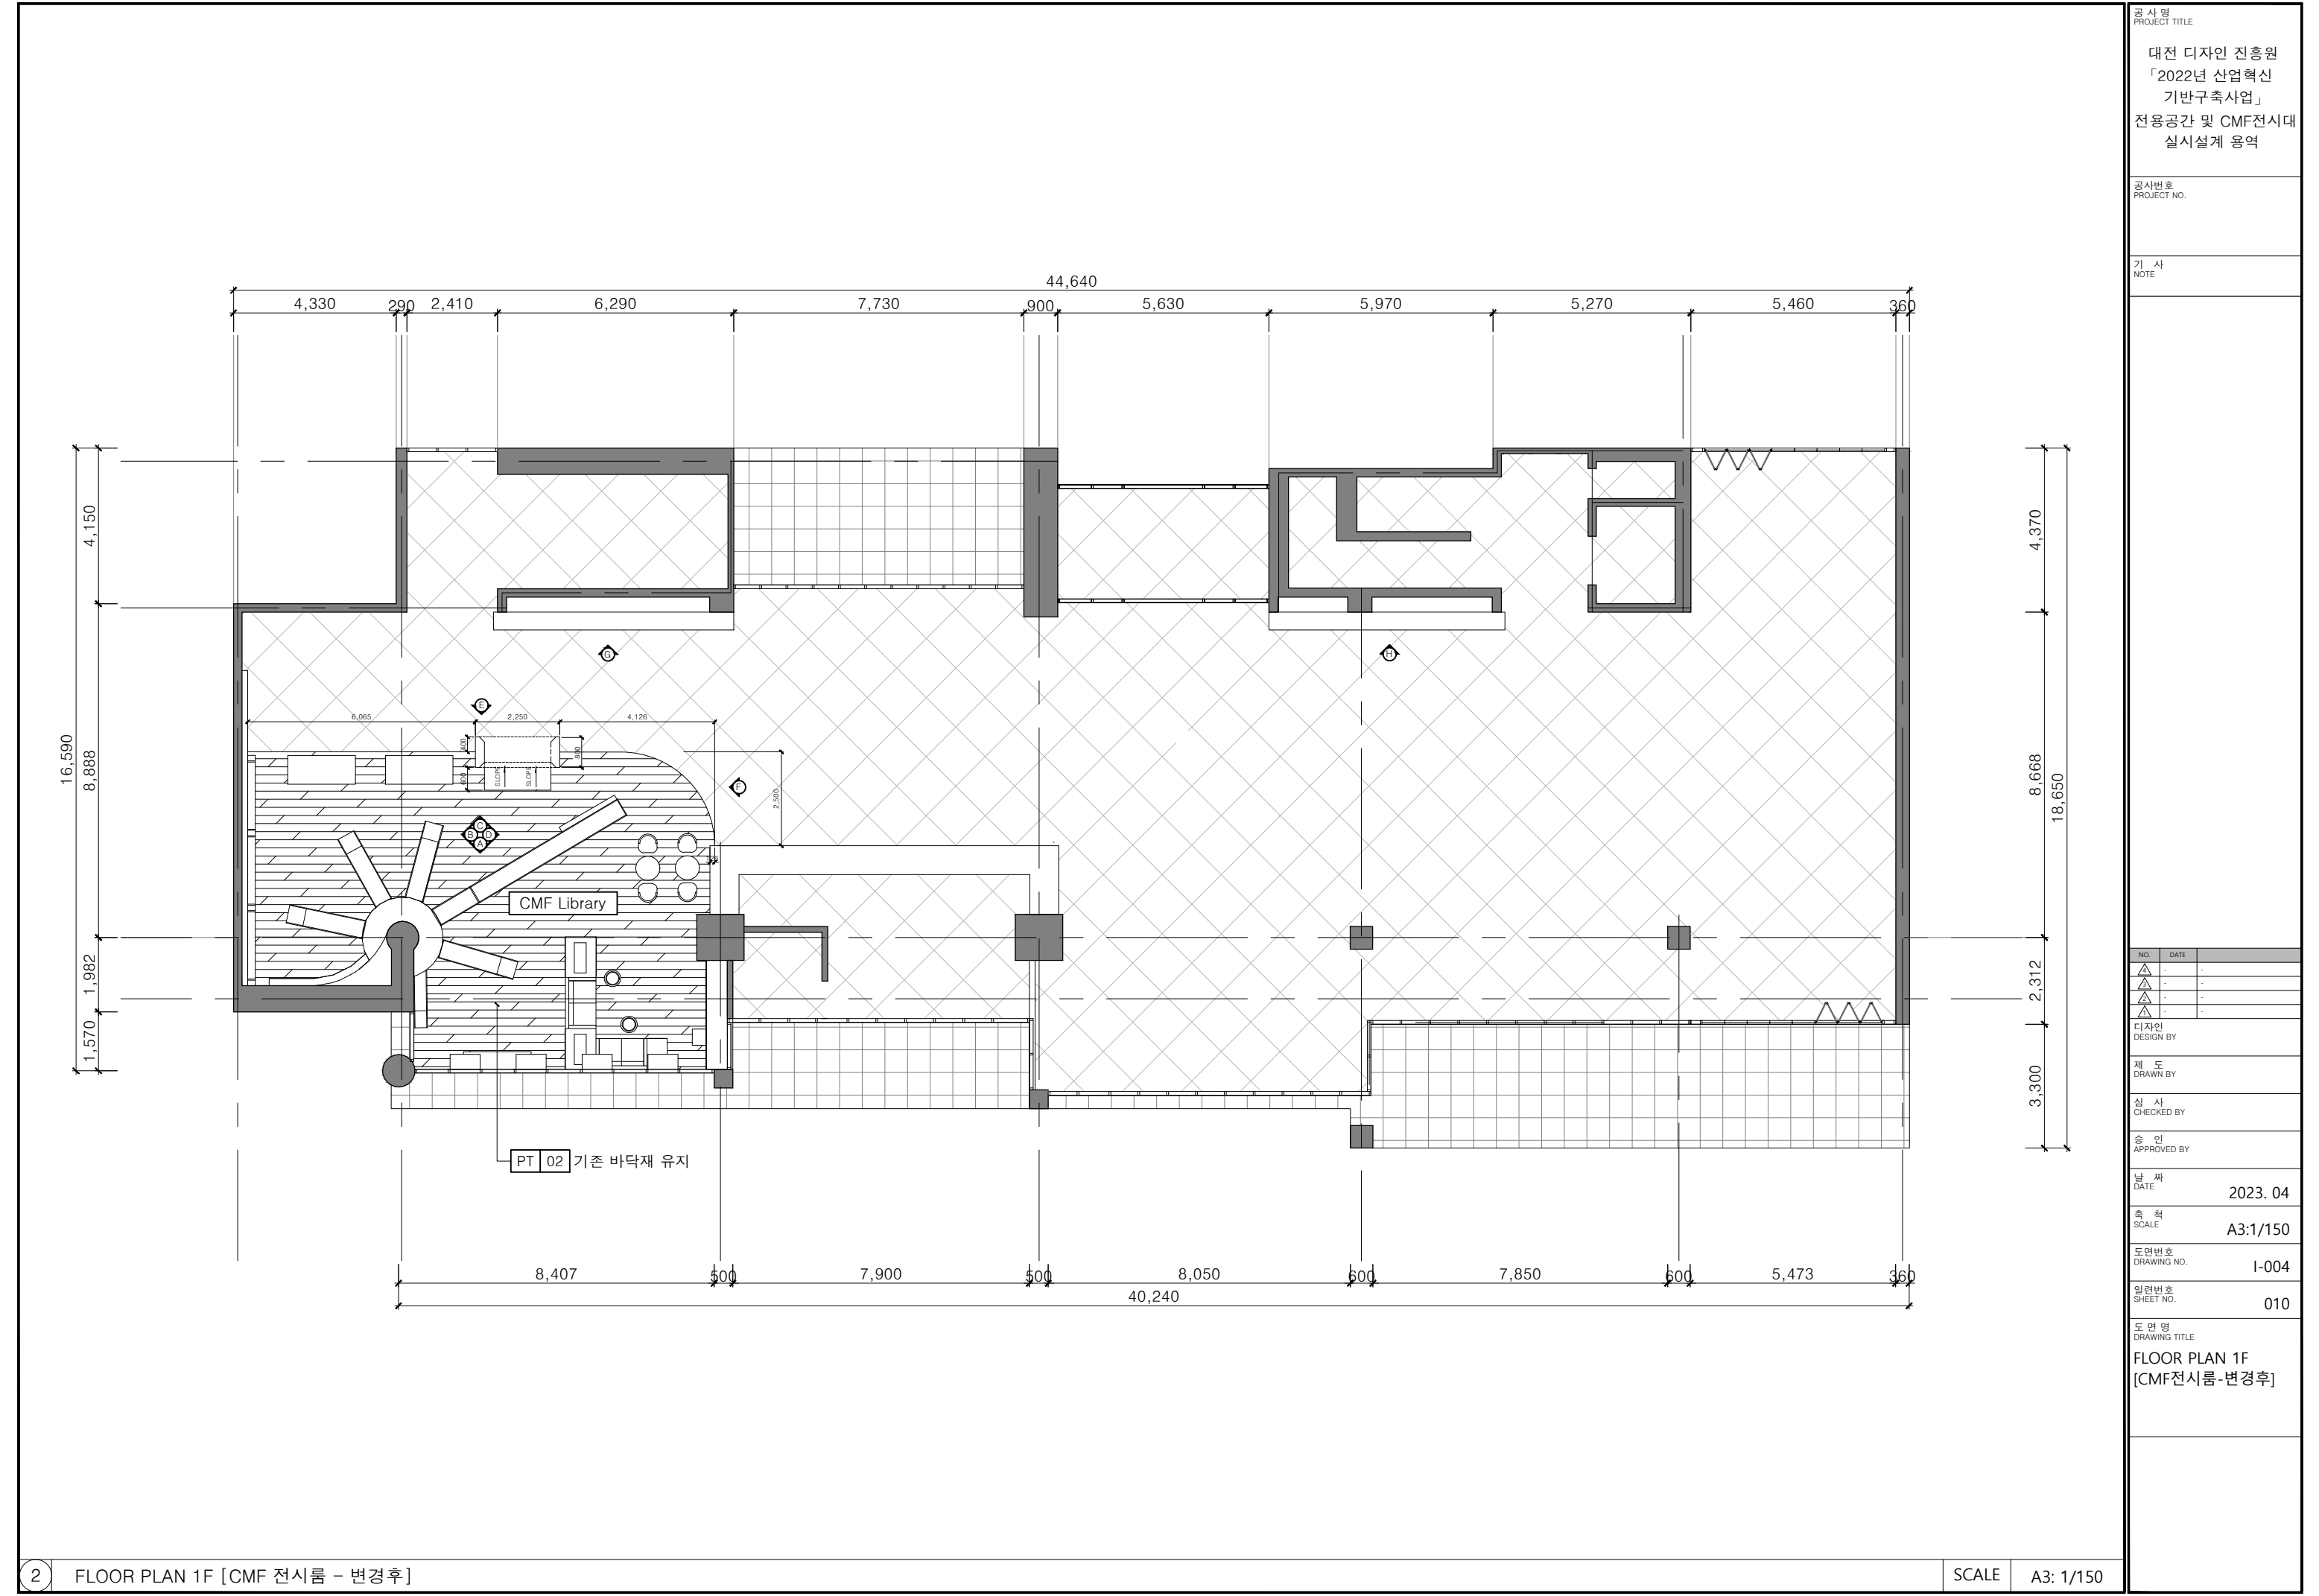 공 사 명
PROJECT TITLE
대전 디자인 진흥원
「2022년 산업혁신
기반구축사업」
전용공간 및 CMF전시대
실시설계 용역
공사번호
PROJECT NO.
기 사
NOTE
44,640
4,330 290 2,410 6,290 7,730 900 5,630 5,970 5,270 5,460 360
4,150
8,888
16,590
1,982
1,570
4,370
8,668
18,650
2,312
3,300
G
H
E
6,065 2,250 4,126
400
800
600
SLOPE SLOPE
F
2,500
C
B D
A
CMF Library
PT 02 기존 바닥재 유지
8,407 500 7,900 500 8,050 600 7,850 600 5,473 360
40,240
NO. DATE
4 - -
3 - -
2 - -
1 - -
디자인
DESIGN BY
제 도
DRAWN BY
심 사
CHECKED BY
승 인
APPROVED BY
날 짜
DATE
2023. 04
축 척
SCALE
A3:1/150
도면번호
DRAWING NO.
I-004
일련번호
SHEET NO.
010
도 면 명
DRAWING TITLE
FLOOR PLAN 1F
[CMF전시룸-변경후]
2 FLOOR PLAN 1F [CMF 전시룸 - 변경후]
SCALE A3: 1/150